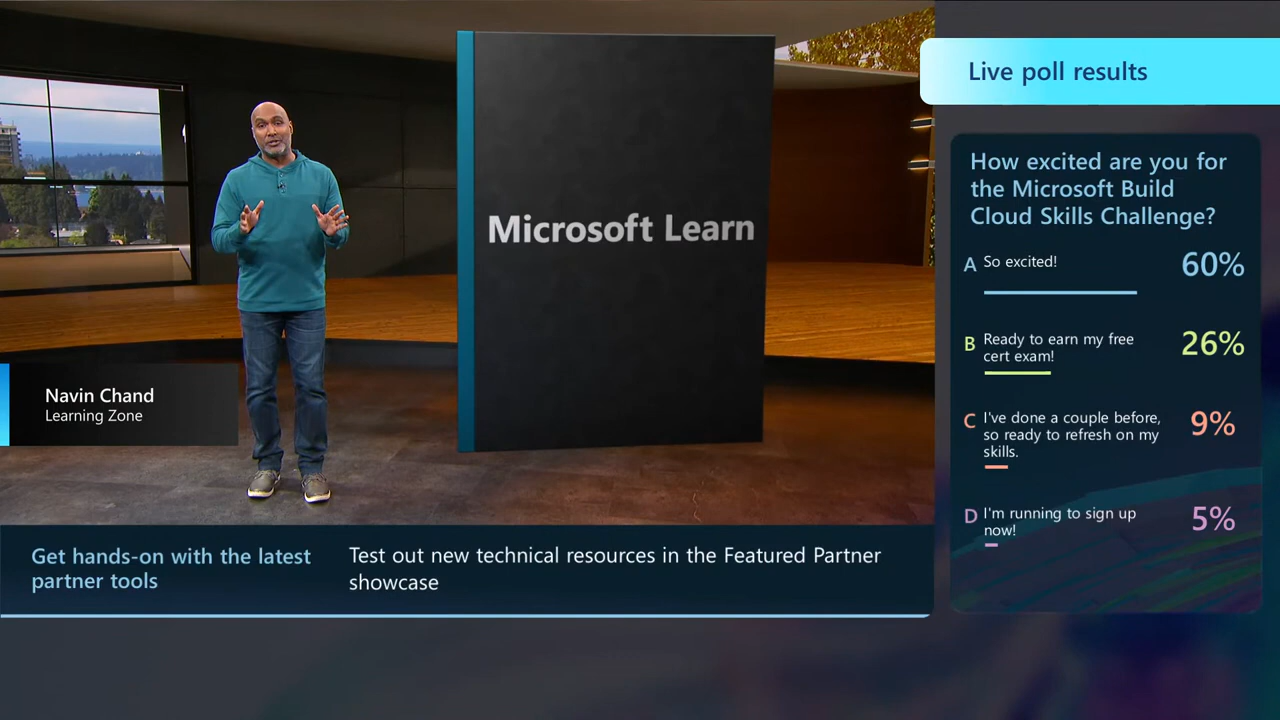 Microsoft Learn
Navin Chand
Learning Zone
Get hands-on with the latest
partner tools
Test out new technical resources in the Featured Partner
showcase
Live poll results
How excited are you for
the Microsoft Build
Cloud Skills Challenge?
A So excited! 60%
B Ready to earn my free
cert exam! 26%
C I've done a couple before,
so ready to refresh on my
skills. 9%
D I'm running to sign up
now! 5%